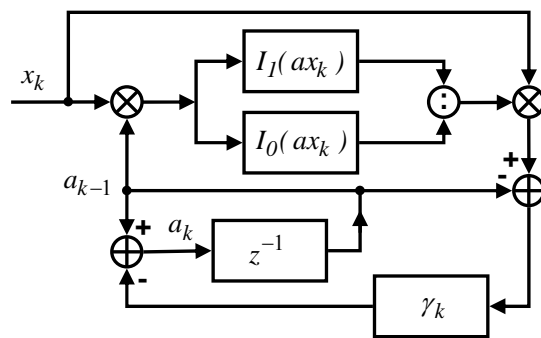 x_k
I_1( ax_k )
:
I_0( ax_k )
+
-
a_{k-1}
+
a_k
z^{-1}
-
γ_k